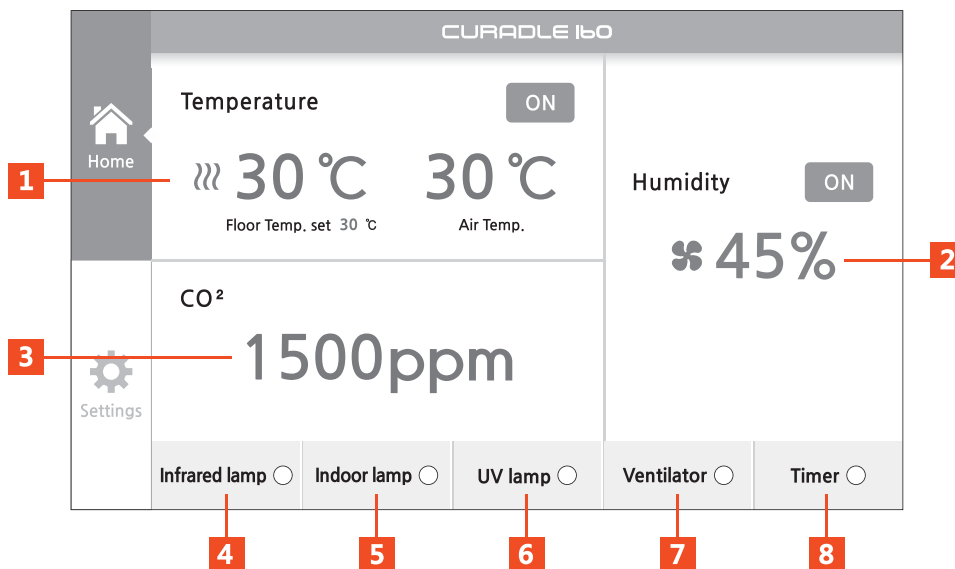 CURADLE 160
Home
Settings
Temperature ON
30 ℃ 30 ℃
Floor Temp. set 30 ℃ Air Temp.
Humidity ON
45%
CO²
1500ppm
Infrared lamp
Indoor lamp
UV lamp
Ventilator
Timer
1
2
3
4
5
6
7
8